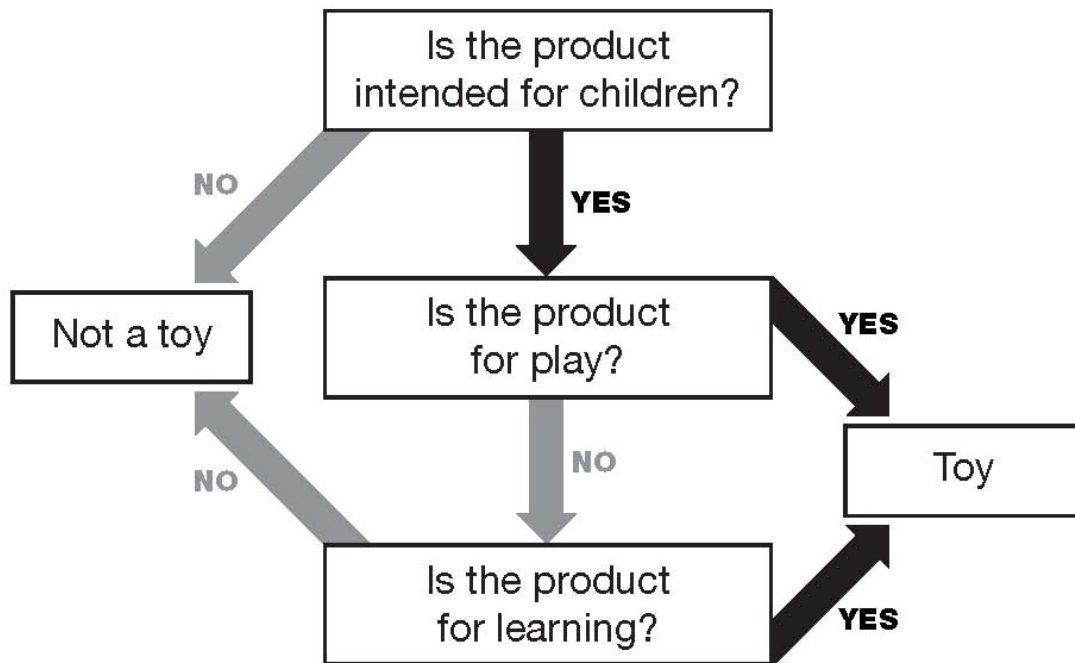 Is the product
intended for children?
NO
YES
Not a toy
Is the product
for play?
YES
NO
NO
Toy
Is the product
for learning?
YES